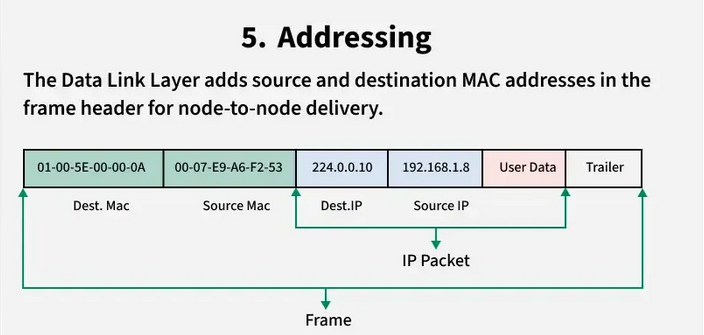 5. Addressing
The Data Link Layer adds source and destination MAC addresses in the
frame header for node-to-node delivery.
01-00-5E-00-00-0A 00-07-E9-A6-F2-53 224.0.0.10 192.168.1.8 User Data Trailer
Dest. Mac Source Mac Dest.IP Source IP
IP Packet
Frame